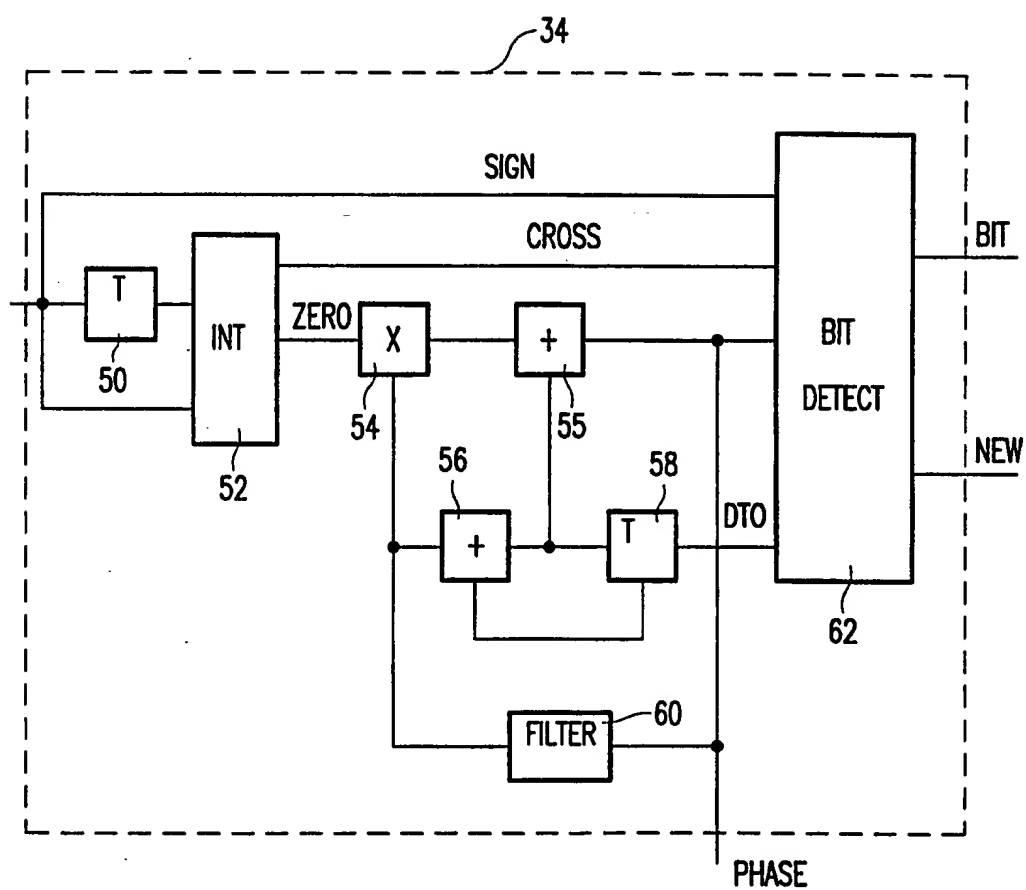 34
SIGN
CROSS
BIT
T
INT
ZERO
X
+
BIT
DETECT
50
54
55
NEW
52
56
58
+
T
DTO
62
FILTER
60
PHASE